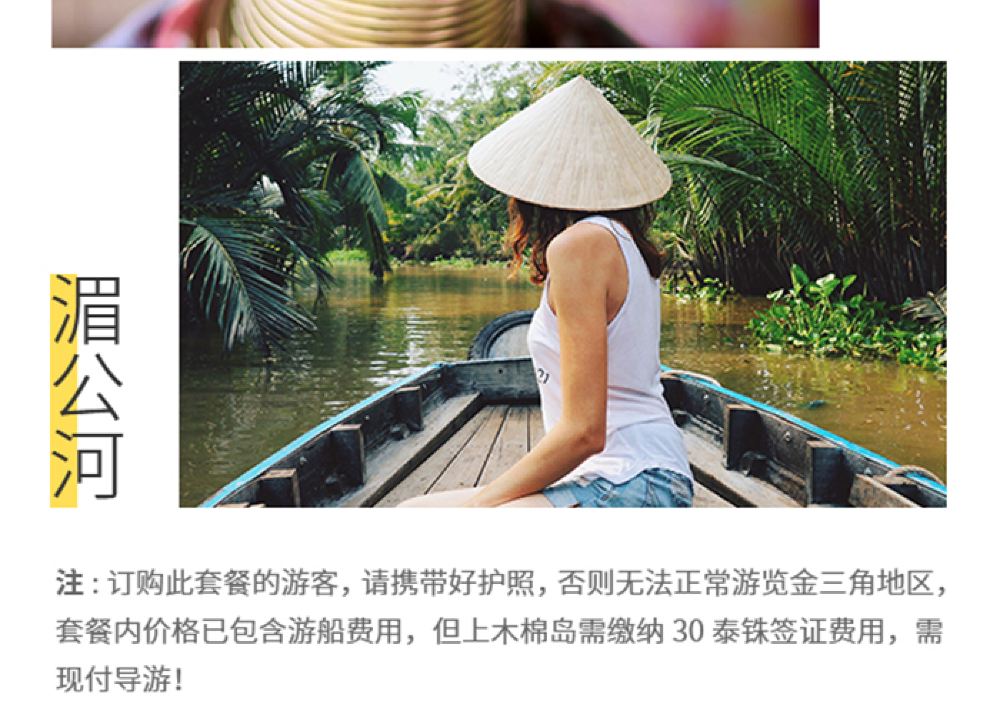 湄公河
注：订购此套餐的游客，请携带好护照，否则无法正常游览金三角地区，
套餐内价格已包含游船费用，但上木棉岛需缴纳 30 泰铢签证费用，需
现付导游！